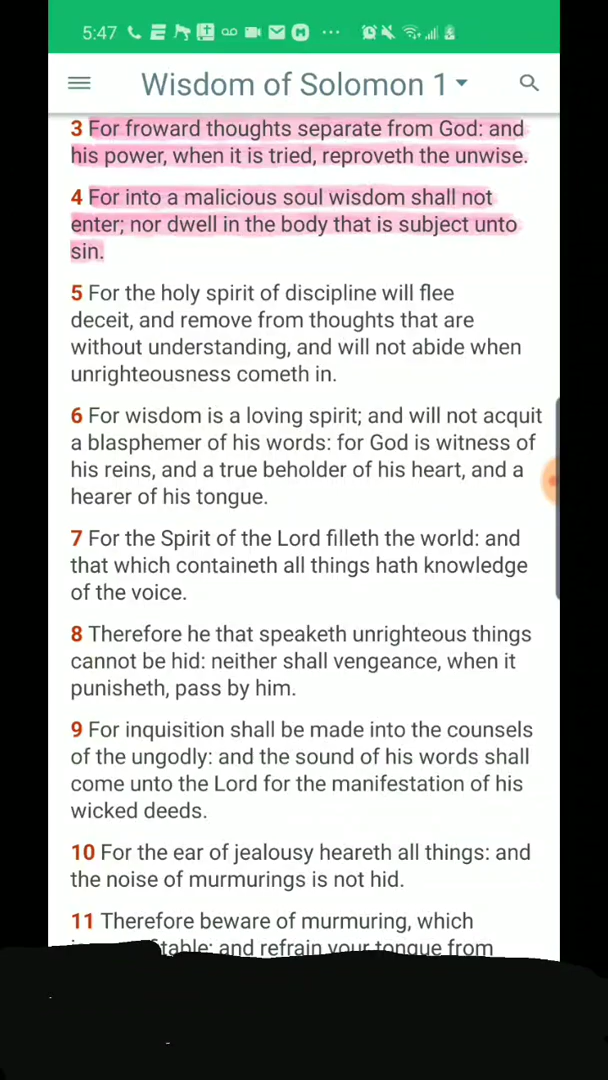 5:47
Wisdom of Solomon 1
3 For froward thoughts separate from God: and
his power, when it is tried, reproveth the unwise.
4 For into a malicious soul wisdom shall not
enter; nor dwell in the body that is subject unto
sin.
5 For the holy spirit of discipline will flee
deceit, and remove from thoughts that are
without understanding, and will not abide when
unrighteousness cometh in.
6 For wisdom is a loving spirit; and will not acquit
a blasphemer of his words: for God is witness of
his reins, and a true beholder of his heart, and a
hearer of his tongue.
7 For the Spirit of the Lord filleth the world: and
that which containeth all things hath knowledge
of the voice.
8 Therefore he that speaketh unrighteous things
cannot be hid: neither shall vengeance, when it
punisheth, pass by him.
9 For inquisition shall be made into the counsels
of the ungodly: and the sound of his words shall
come unto the Lord for the manifestation of his
wicked deeds.
10 For the ear of jealousy heareth all things: and
the noise of murmurings is not hid.
11 Therefore beware of murmuring, which
and refrain your tongue from